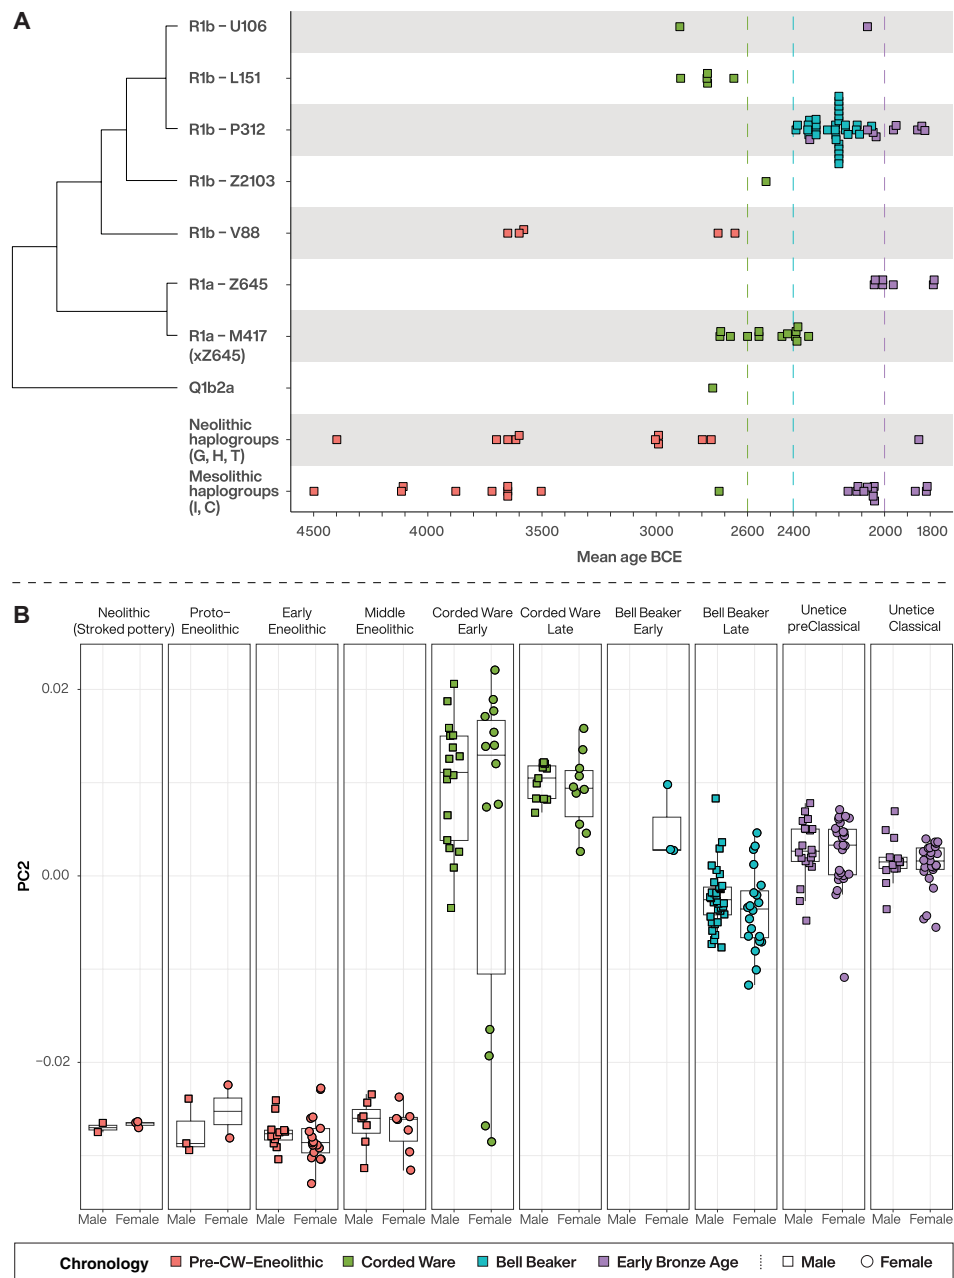 A
R1b – U106
R1b – L151
R1b – P312
R1b – Z2103
R1b – V88
R1a – Z645
R1a – M417
(xZ645)
Q1b2a
Neolithic
haplogroups
(G, H, T)
Mesolithic
haplogroups
(I, C)
4500 4000 3500 3000 2600 2400 2000 1800
Mean age BCE
B
Neolithic
(Stroked pottery)
Proto–
Eneolithic
Early
Eneolithic
Middle
Eneolithic
Corded Ware
Early
Corded Ware
Late
Bell Beaker
Early
Bell Beaker
Late
Unetice
preClassical
Unetice
Classical
0.02
0.00
−0.02
PC2
Male Female Male Female Male Female Male Female Male Female Male Female Male Female Male Female Male Female Male Female
Chronology Pre-CW–Eneolithic Corded Ware Bell Beaker Early Bronze Age Male Female